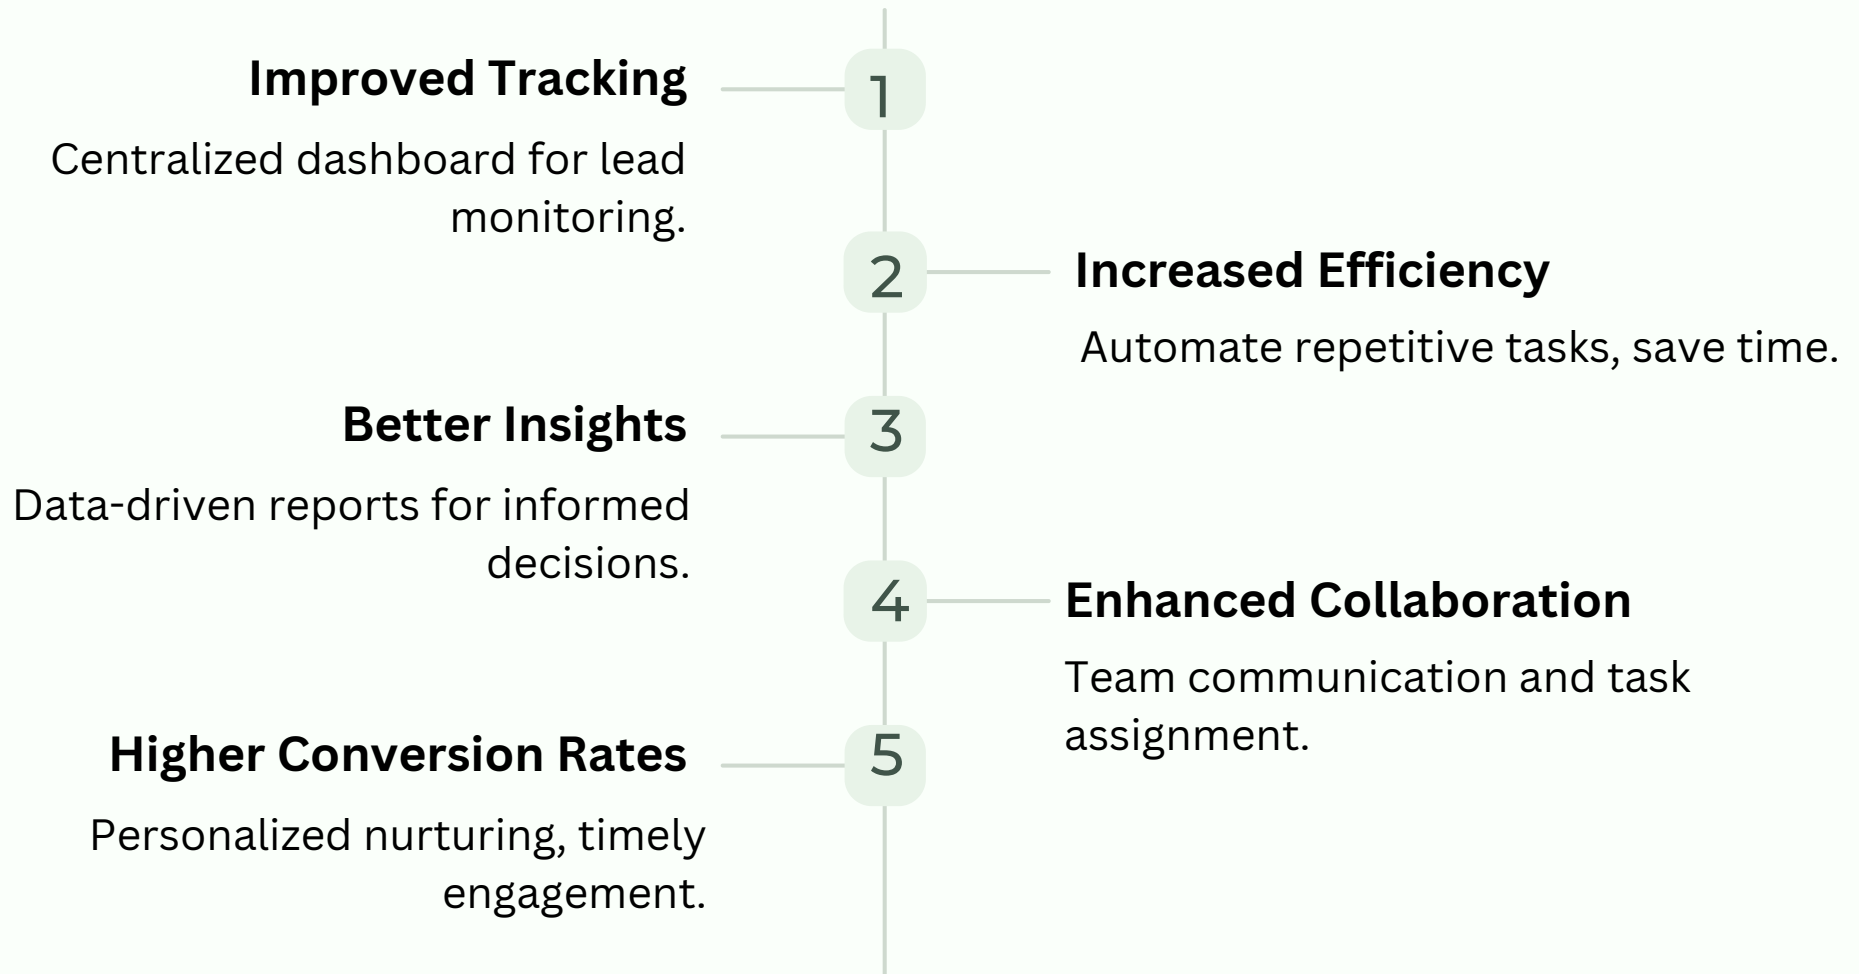 1
Improved Tracking
Centralized dashboard for lead
monitoring.
2
Increased Efficiency
Automate repetitive tasks, save time.
3
Better Insights
Data-driven reports for informed
decisions.
4
Enhanced Collaboration
Team communication and task
assignment.
5
Higher Conversion Rates
Personalized nurturing, timely
engagement.